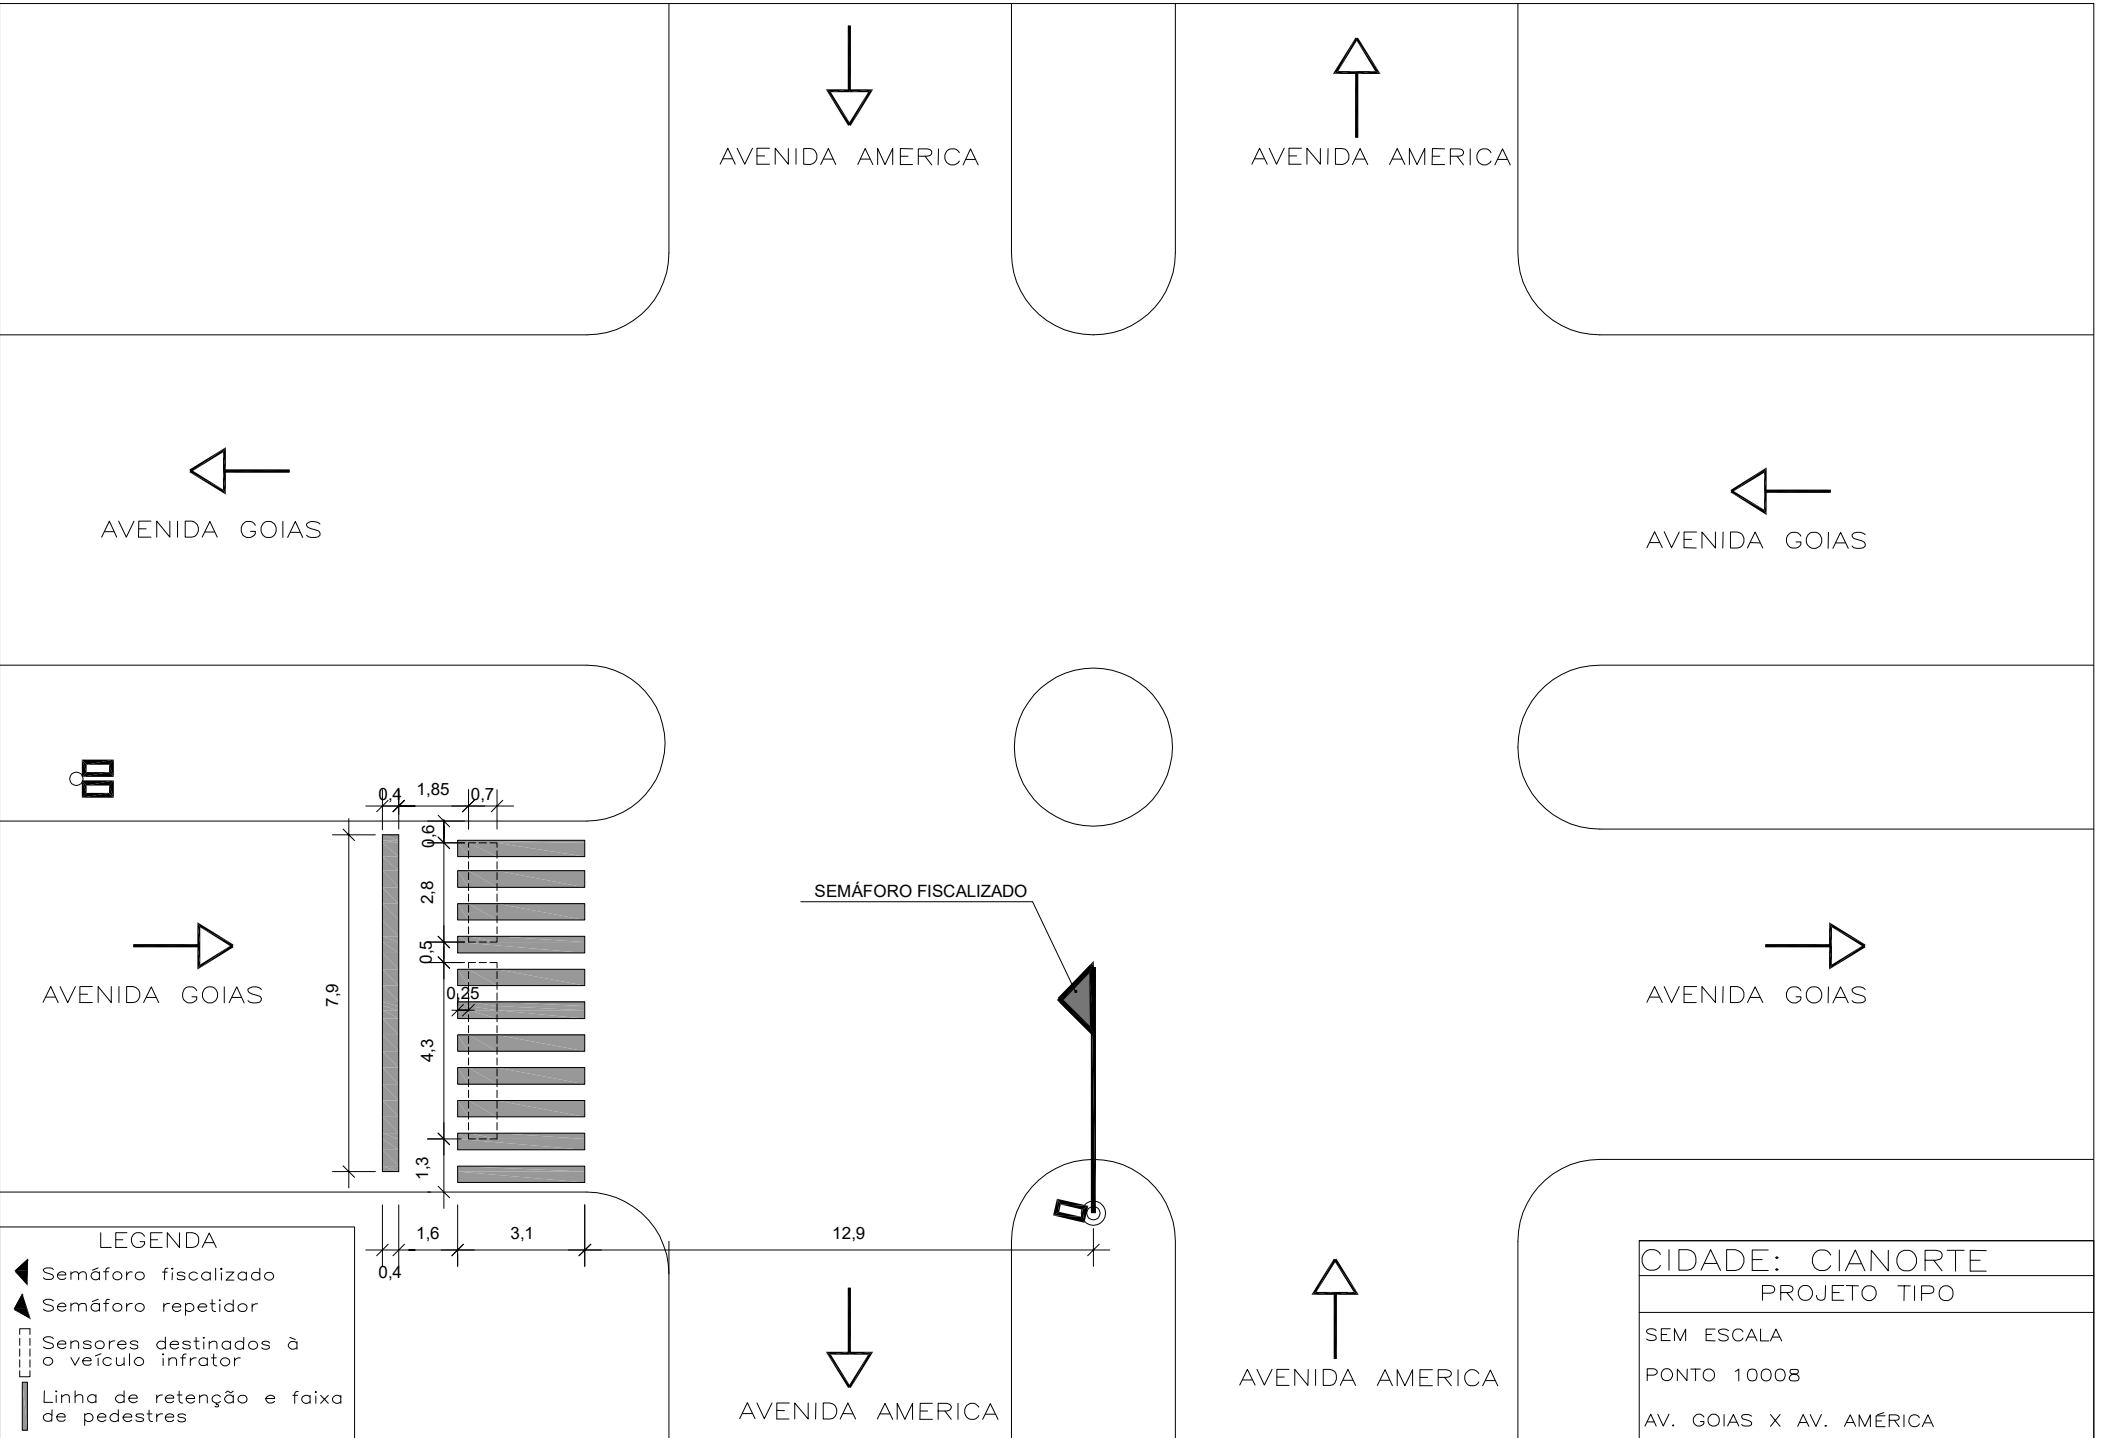 AVENIDA AMERICA
AVENIDA AMERICA
AVENIDA GOIAS
AVENIDA GOIAS
0,4
1,85
0,7
0,6
2,8
0,5
0,25
7,9
4,3
1,3
SEMÁFORO FISCALIZADO
AVENIDA GOIAS
AVENIDA GOIAS
1,6
3,1
12,9
0,4
LEGENDA
Semáforo fiscalizado
Semáforo repetidor
Sensores destinados à
o veículo infrator
Linha de retenção e faixa
de pedestres
AVENIDA AMERICA
AVENIDA AMERICA
CIDADE: CIANORTE
PROJETO TIPO
SEM ESCALA
PONTO 10008
AV. GOIAS X AV. AMÉRICA